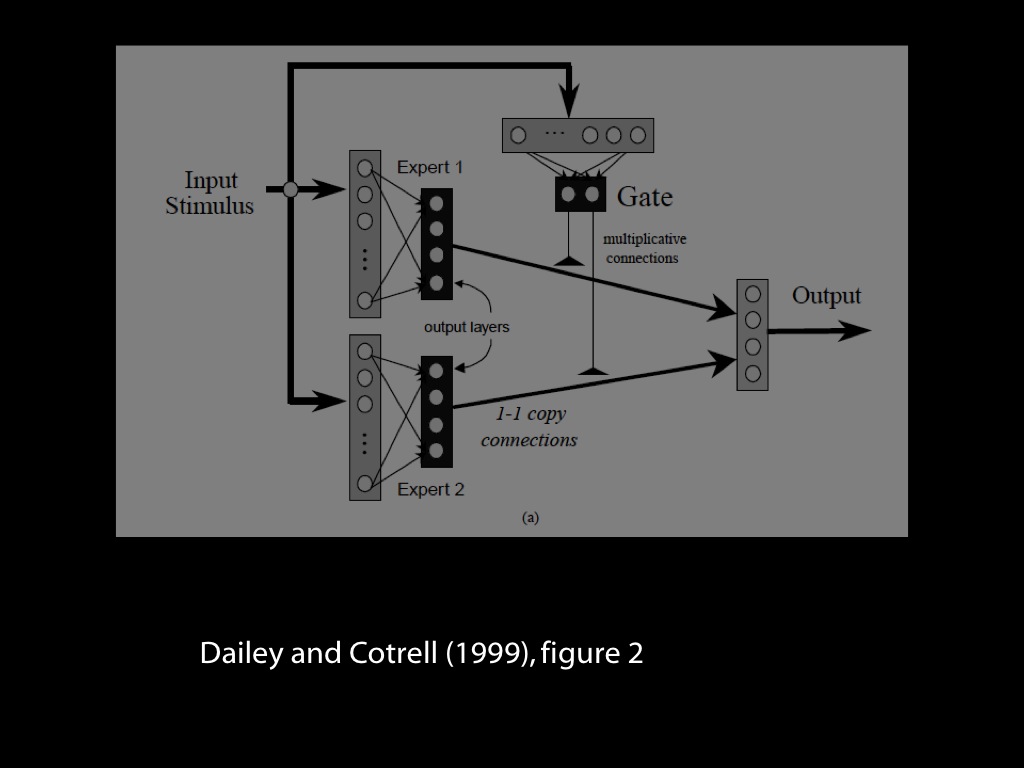 Expert 1
Input
Stimulus
Gate
multiplicative
connections
Output
output layers
1-1 copy
connections
Expert 2
(a)
Dailey and Cotrell (1999), figure 2